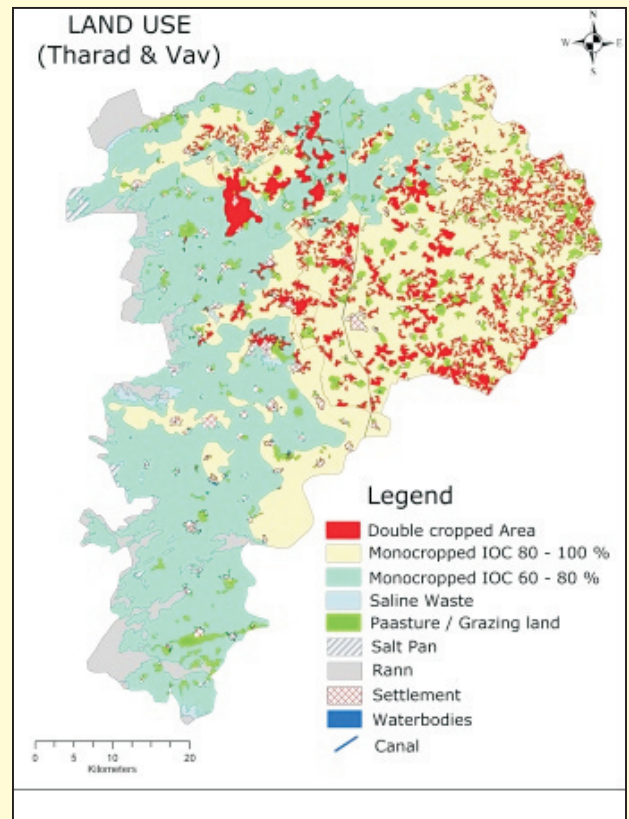 LAND USE
(Tharad & Vav)
N
W
E
S
Legend
Double cropped Area
Monocropped IOC 80 - 100 %
Monocropped IOC 60 - 80 %
Saline Waste
Paasture / Grazing land
Salt Pan
Rann
Settlement
Waterbodies
Canal
0 5 10 20
Kilometers